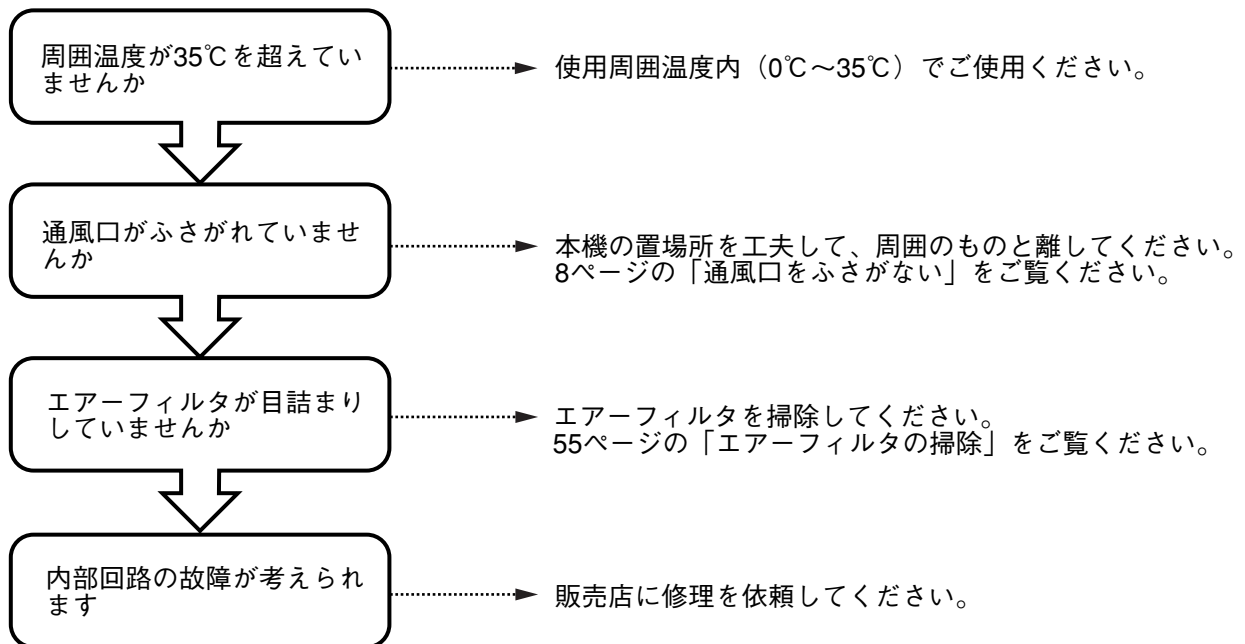 周囲温度が35℃を超えてい
ませんか
使用周囲温度内（0℃～35℃）でご使用ください。
通風口がふさがれていませ
んか
本機の置場所を工夫して、周囲のものと離してください。
8ページの「通風口をふさがない」をご覧ください。
エアーフィルタが目詰まり
していませんか
エアーフィルタを掃除してください。
55ページの「エアーフィルタの掃除」をご覧ください。
内部回路の故障が考えられ
ます
販売店に修理を依頼してください。